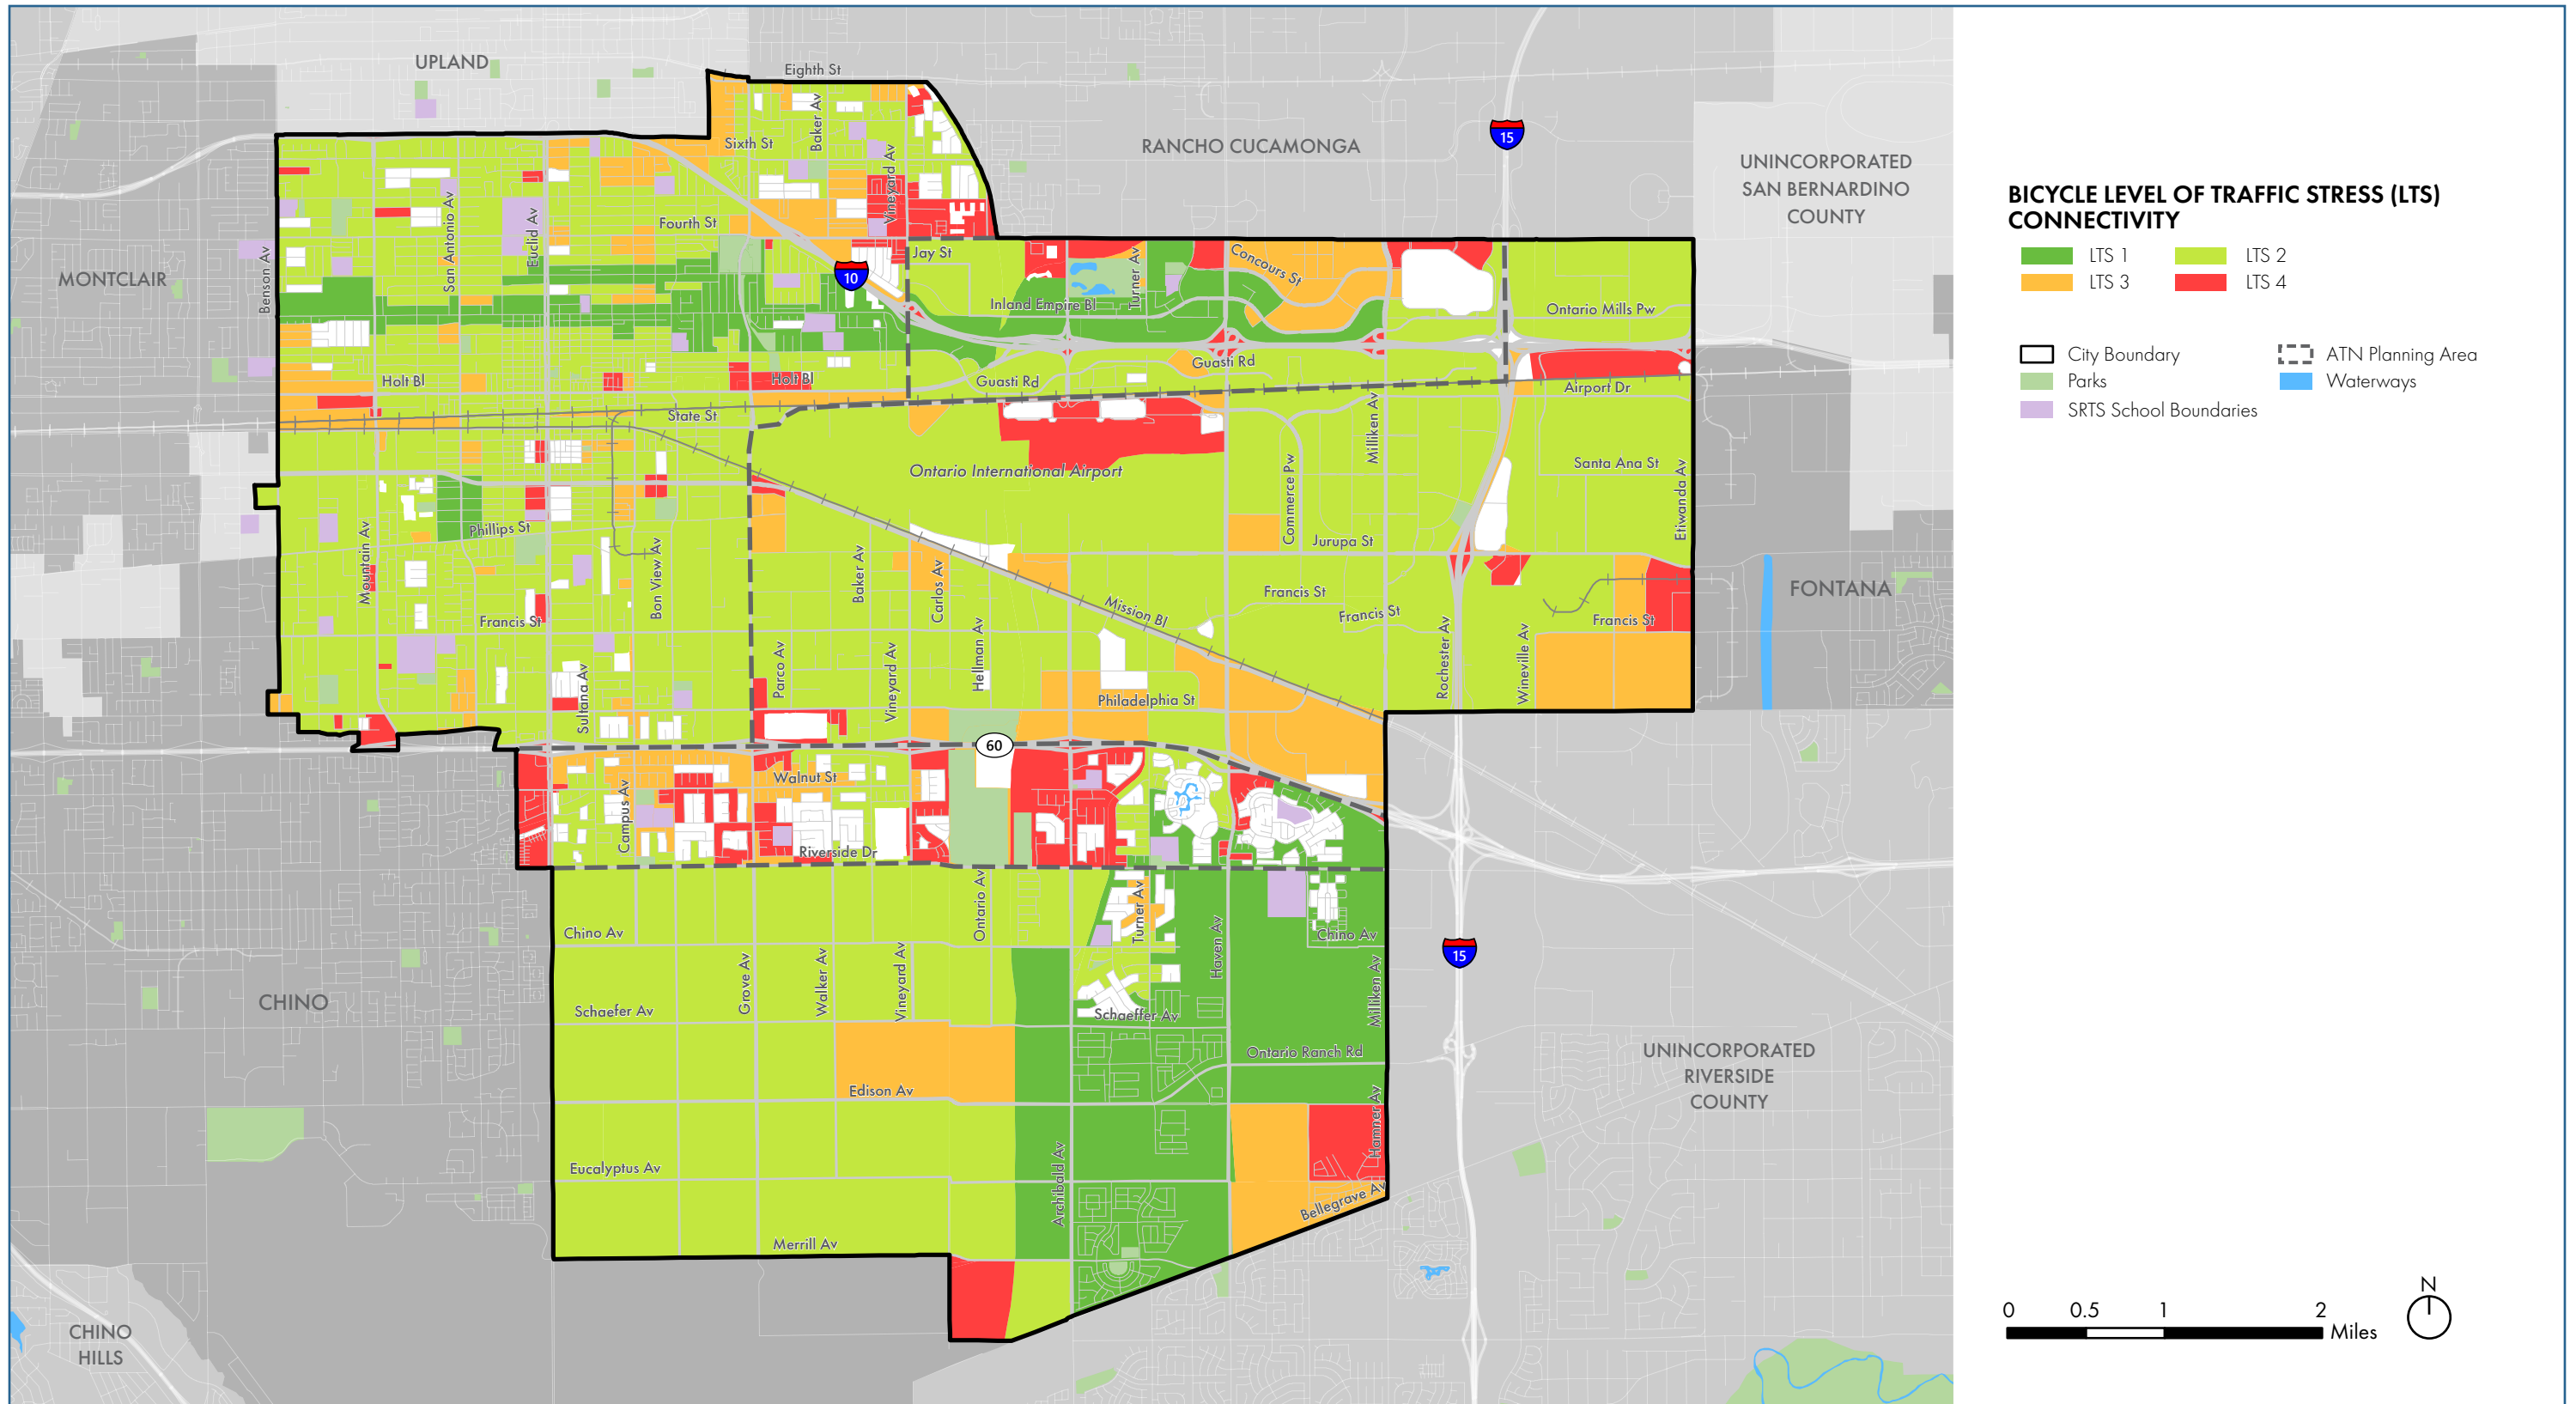 UPLAND
Eighth St
Baker Av
Sixth St
Vineyard Av
RANCHO CUCAMONGA
15
UNINCORPORATED
SAN BERNARDINO
COUNTY
MONTCLAIR
Benson Av
San Antonio Av
Euclid Av
Fourth St
10
Jay St
Turner Av
Concours St
Inland Empire Bl
Ontario Mills Pw
Holt Bl
Holt Bl
Guasti Rd
Guasti Rd
Airport Dr
State St
Milliken Av
Ontario International Airport
Commerce Pw
Santa Ana St
Etiwanda Av
Mountain Av
Phillips St
Bon View Av
Jurupa St
Baker Av
Carlos Av
Mission Bl
Francis St
Francis St
Francis St
Francis St
FONTANA
Sultana Av
Parco Av
Vineyard Av
Hellman Av
Philadelphia St
Rochester Av
Wineville Av
60
Walnut St
Campus Av
Riverside Dr
Ontario Av
Turner Av
Haven Av
Chino Av
Chino Av
15
CHINO
Grove Av
Walker Av
Vineyard Av
Milliken Av
Schaefer Av
Schaeffer Av
Ontario Ranch Rd
UNINCORPORATED
RIVERSIDE
COUNTY
Edison Av
Hamner Av
Eucalyptus Av
Archibald Av
Bellegrave Av
Merrill Av
CHINO
HILLS
BICYCLE LEVEL OF TRAFFIC STRESS (LTS)
CONNECTIVITY
LTS 1
LTS 2
LTS 3
LTS 4
City Boundary
ATN Planning Area
Parks
Waterways
SRTS School Boundaries
N
0 0.5 1 2
Miles